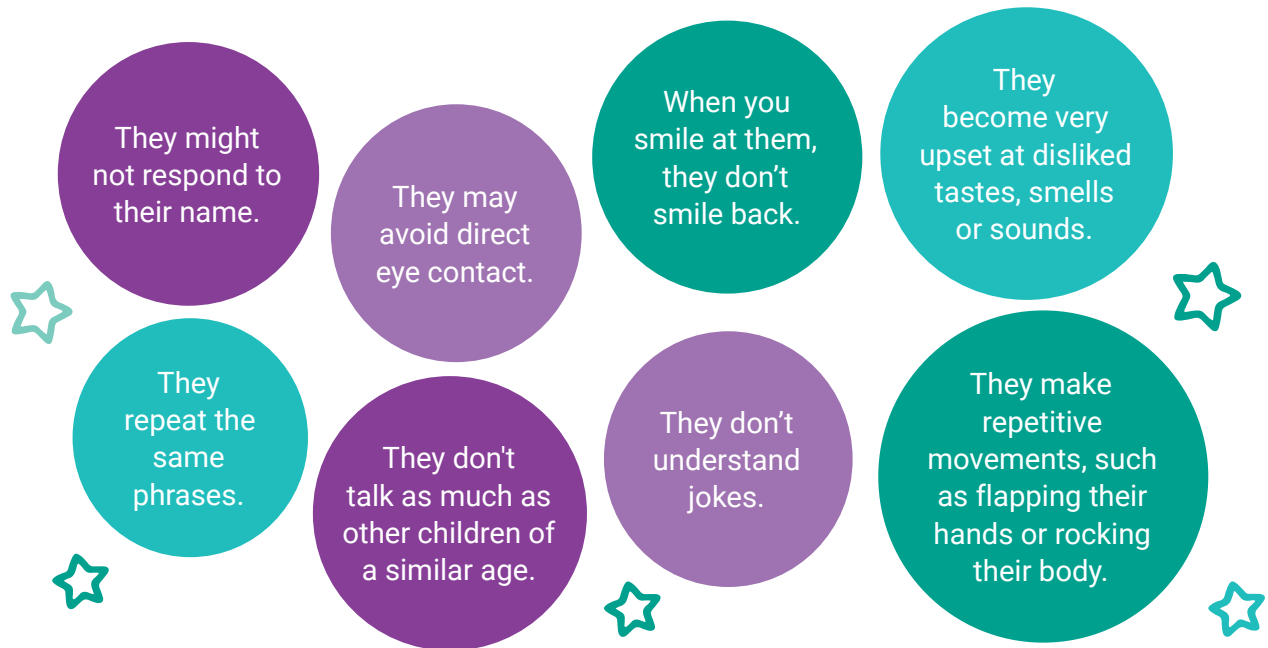 They might
not respond to
their name.
They may
avoid direct
eye contact.
When you
smile at them,
they don’t
smile back.
They
become very
upset at disliked
tastes, smells
or sounds.
They
repeat the
same
phrases.
They don't
talk as much as
other children of
a similar age.
They don’t
understand
jokes.
They make
repetitive
movements, such
as flapping their
hands or rocking
their body.